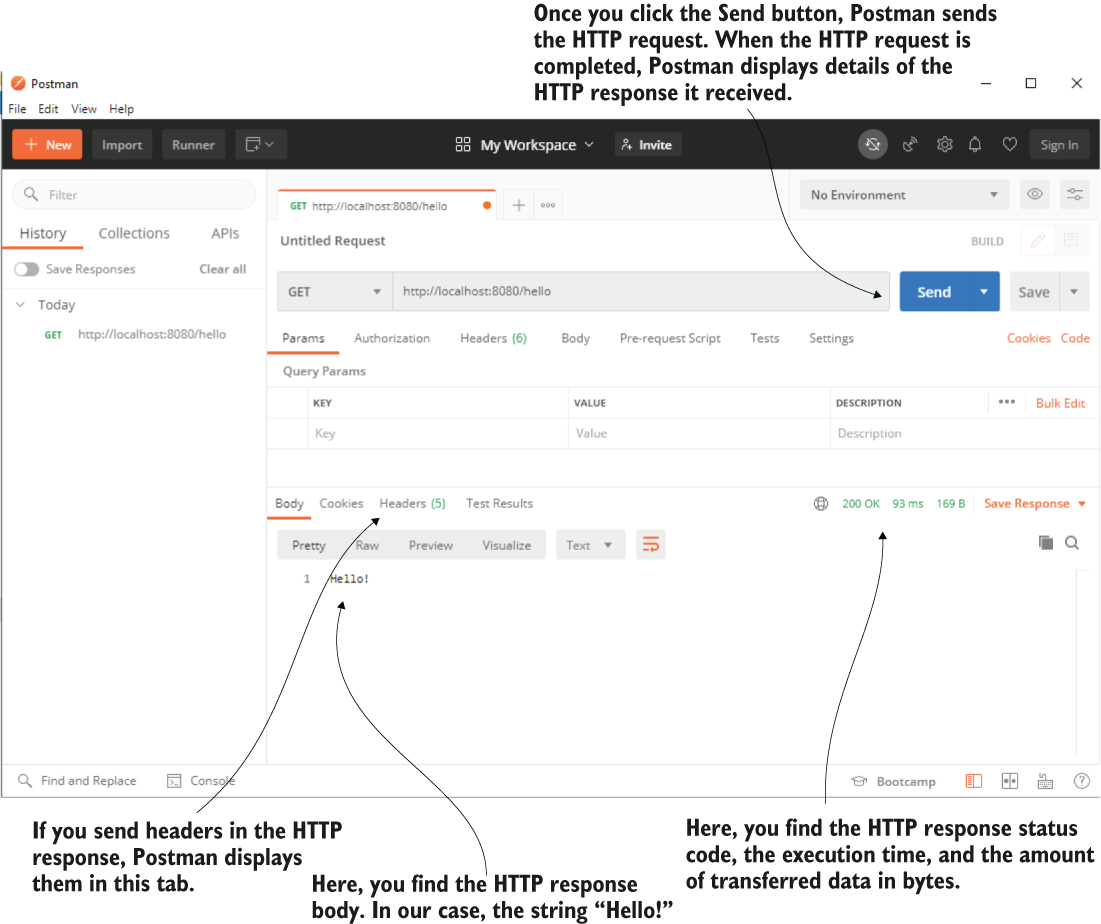 Once you click the Send button, Postman sends
the HTTP request. When the HTTP request is
completed, Postman displays details of the
HTTP response it received.
Postman
File Edit View Help
+ New Import Runner My Workspace Invite Sign In
Filter
GET http://localhost:8080/hello
No Environment
History Collections APIs
Untitled Request
BUILD
Save Responses Clear all
GET http://localhost:8080/hello Send Save
Today
GET http://localhost:8080/hello
Params Authorization Headers (6) Body Pre-request Script Tests Settings Cookies Code
Query Params
KEY VALUE DESCRIPTION Bulk Edit
Key Value Description
Body Cookies Headers (5) Test Results 200 OK 93 ms 169 B Save Response
Pretty Raw Preview Visualize Text
1 Hello!
Find and Replace Console Bootcamp
If you send headers in the HTTP
response, Postman displays
them in this tab.
Here, you find the HTTP response
body. In our case, the string “Hello!”
Here, you find the HTTP response status
code, the execution time, and the amount
of transferred data in bytes.